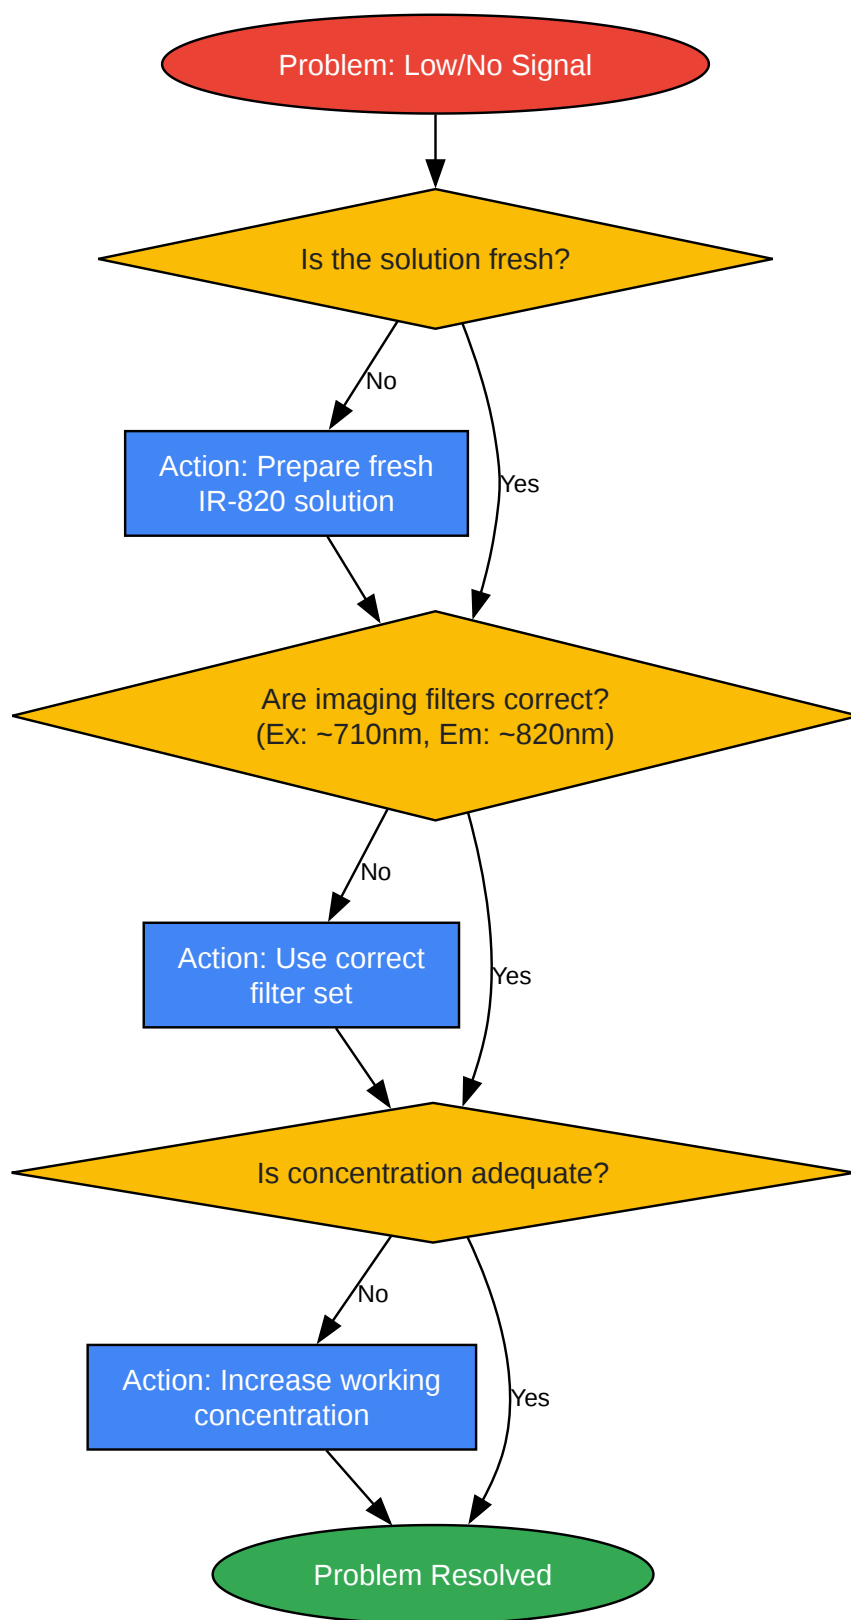 Problem: Low/No Signal
Is the solution fresh?
No
Action: Prepare fresh
IR-820 solution
Yes
Are imaging filters correct?
(Ex: ~710nm, Em: ~820nm)
No
Action: Use correct
filter set
Yes
Is concentration adequate?
No
Action: Increase working
concentration
Yes
Problem Resolved